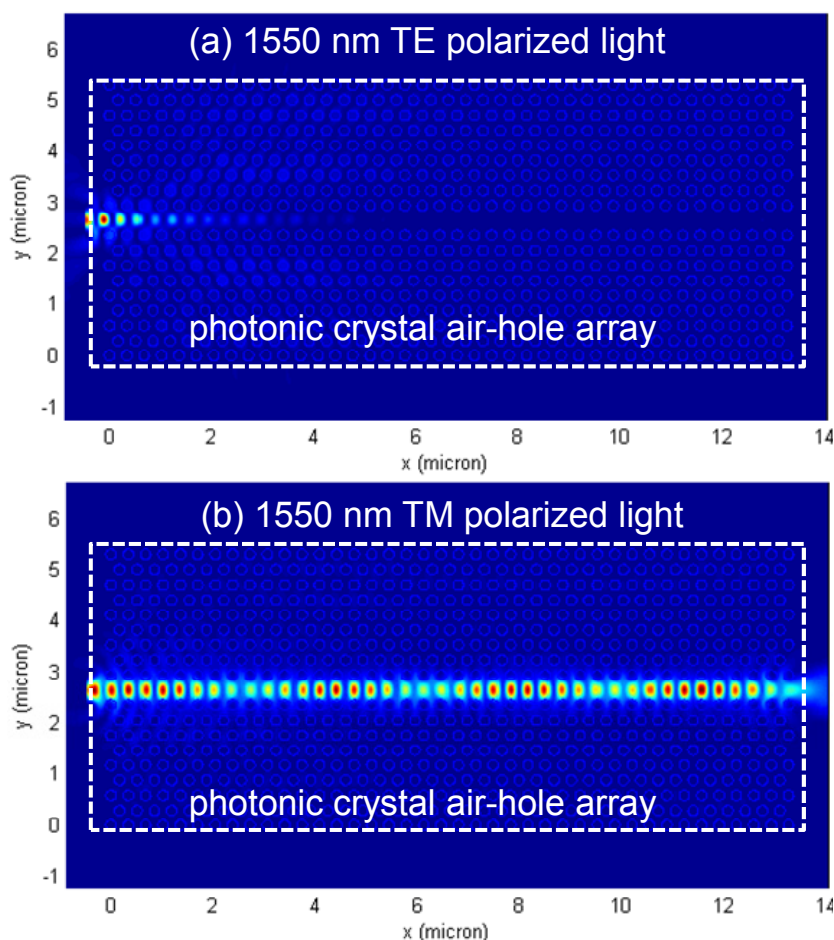 (a) 1550 nm TE polarized light
6
5
4
3
2
1
0
-1
y (micron)
photonic crystal air-hole array
0 2 4 6 8 10 12 14
x (micron)
(b) 1550 nm TM polarized light
6
5
4
3
2
1
0
-1
y (micron)
photonic crystal air-hole array
0 2 4 6 8 10 12 14
x (micron)